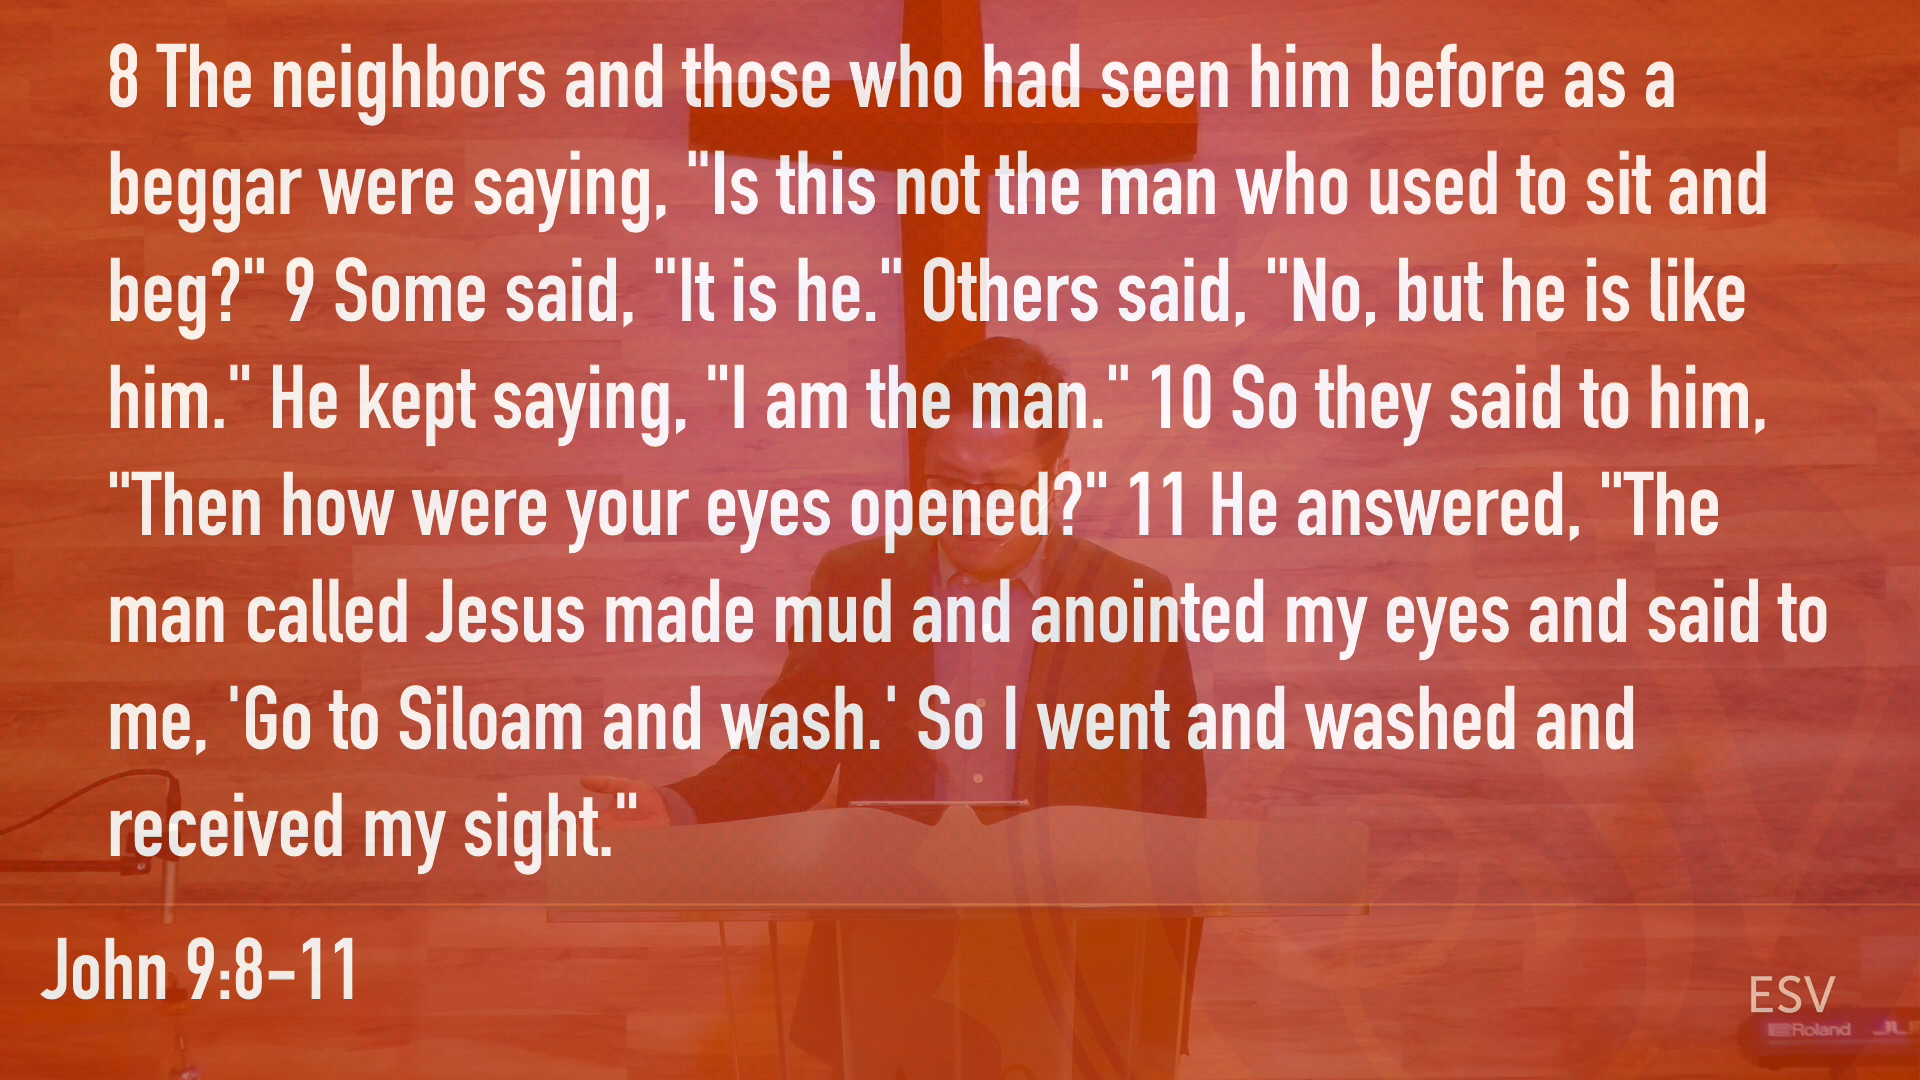 8 The neighbors and those who had seen him before as a
beggar were saying, "Is this not the man who used to sit and
beg?" 9 Some said, "It is he." Others said, "No, but he is like
him." He kept saying, "I am the man." 10 So they said to him,
"Then how were your eyes opened?" 11 He answered, "The
man called Jesus made mud and anointed my eyes and said to
me, 'Go to Siloam and wash.' So I went and washed and
received my sight."
John 9:8-11
ESV
Roland